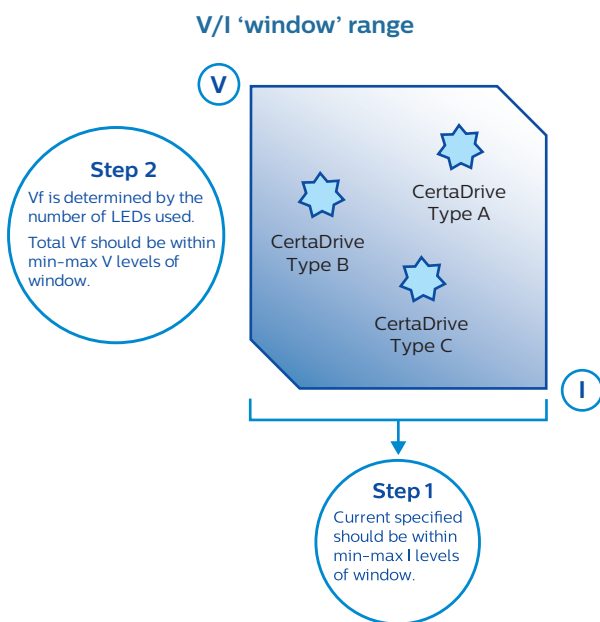 V/I ‘window’ range
V
Step 2
Vf is determined by the
number of LEDs used.
Total Vf should be within
min-max V levels of
window.
CertaDrive
Type A
CertaDrive
Type B
CertaDrive
Type C
I
Step 1
Current specified
should be within
min-max I levels
of window.